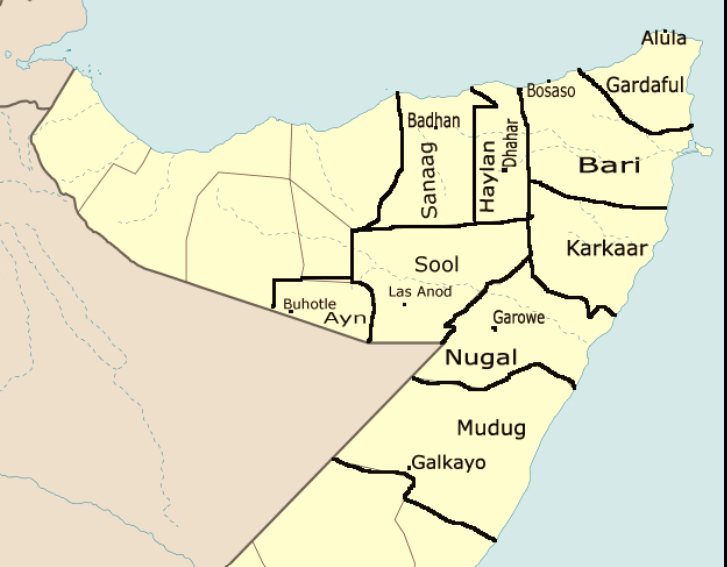 Alula
Bosaso
Gardaful
Badhan
Dhahar
Haylan
Sanaag
Bari
Karkaar
Sool
Las Anod
Buhotle
Ayn
Garowe
Nugal
Mudug
Galkayo